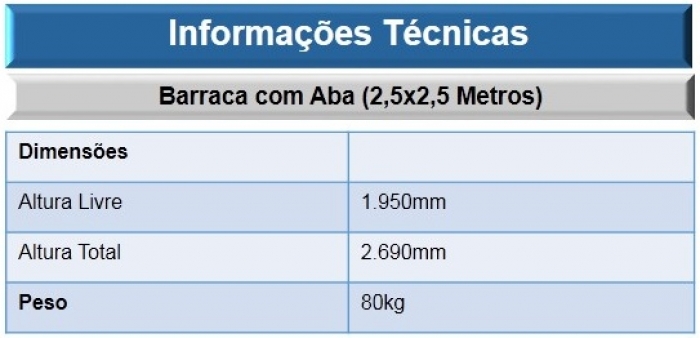 Informações Técnicas
Barraca com Aba (2,5x2,5 Metros)
Dimensões
Altura Livre 1.950mm
Altura Total 2.690mm
Peso 80kg